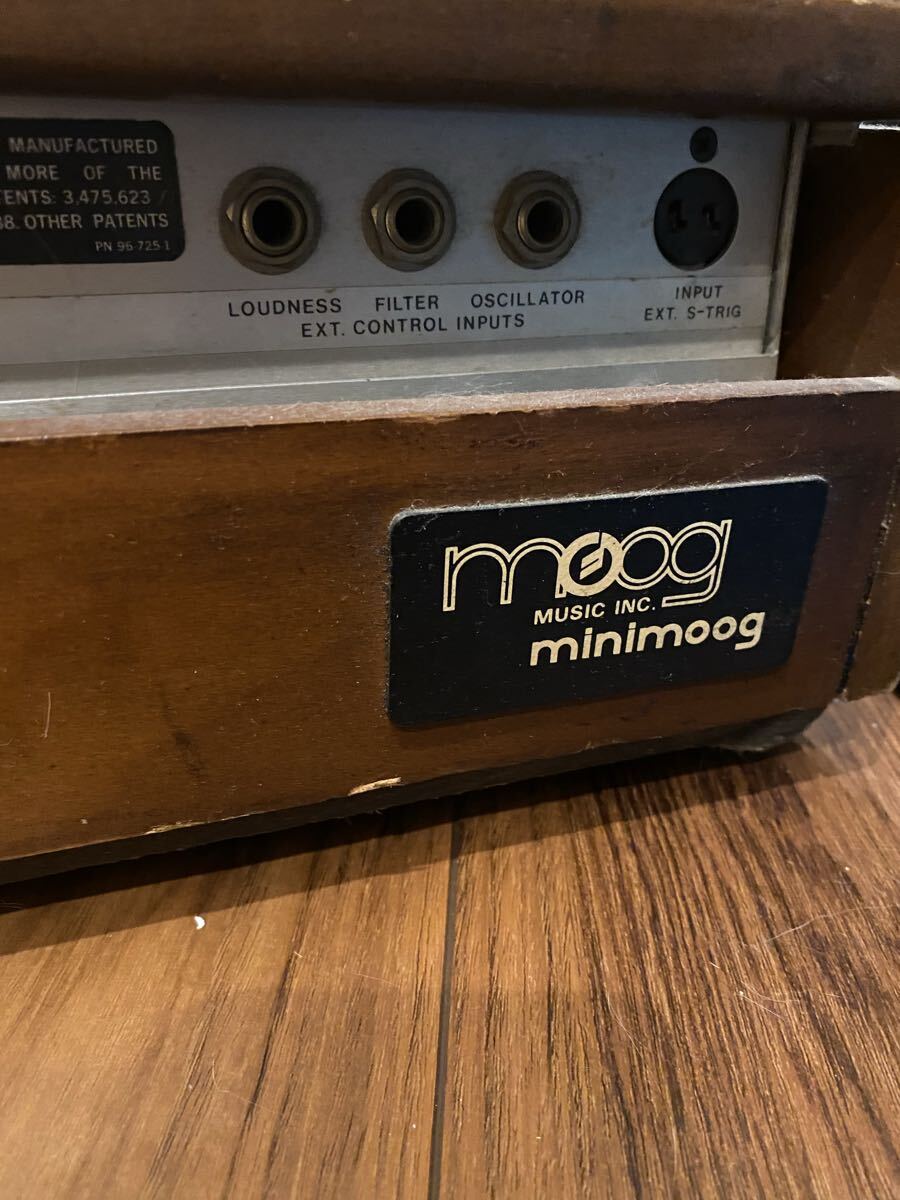 MANUFACTURED
MORE OF THE
TENTS: 3,475.623 /
88. OTHER PATENTS
PN 96 725 1
LOUDNESS FILTER OSCILLATOR
EXT. CONTROL INPUTS
INPUT
EXT. S-TRIG
moog
MUSIC INC.
minimoog